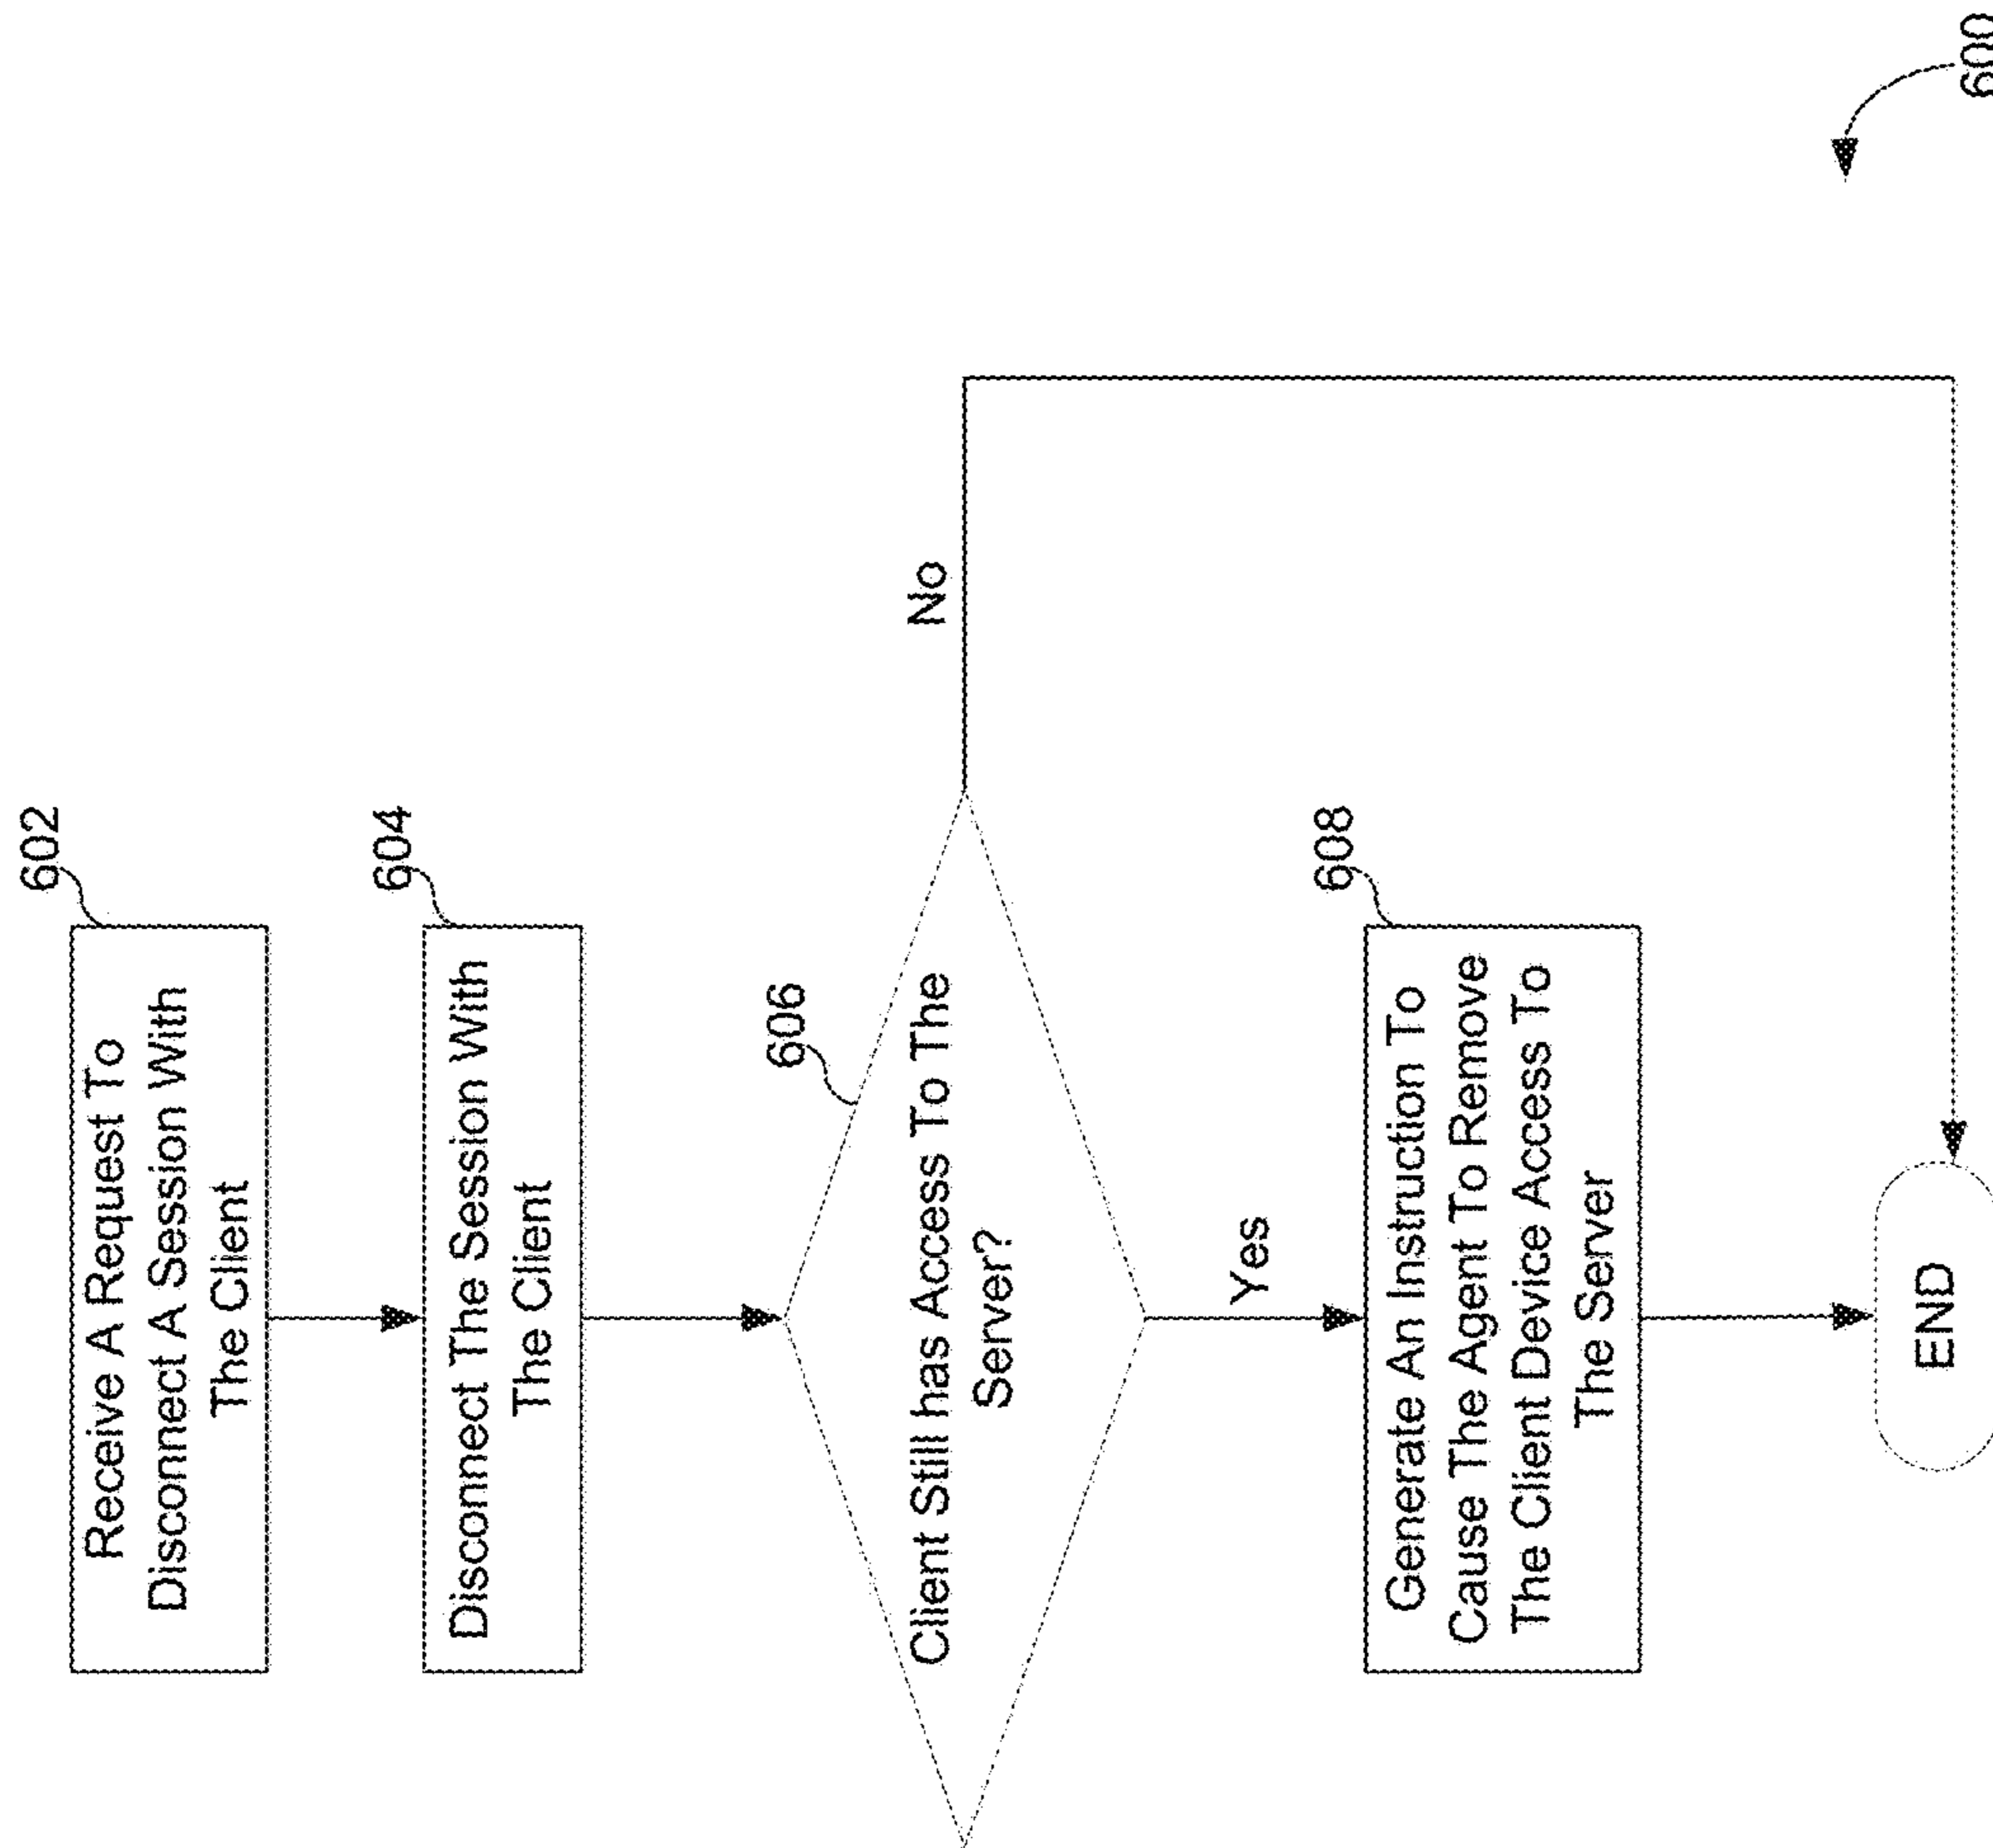 602
Receive A Request To
Disconnect A Session With
The Client
604
Disconnect The Session With
The Client
606
Client Still has Access To The
Server?
No
Yes
608
Generate An Instruction To
Cause The Agent To Remove
The Client Device Access To
The Server
END
600